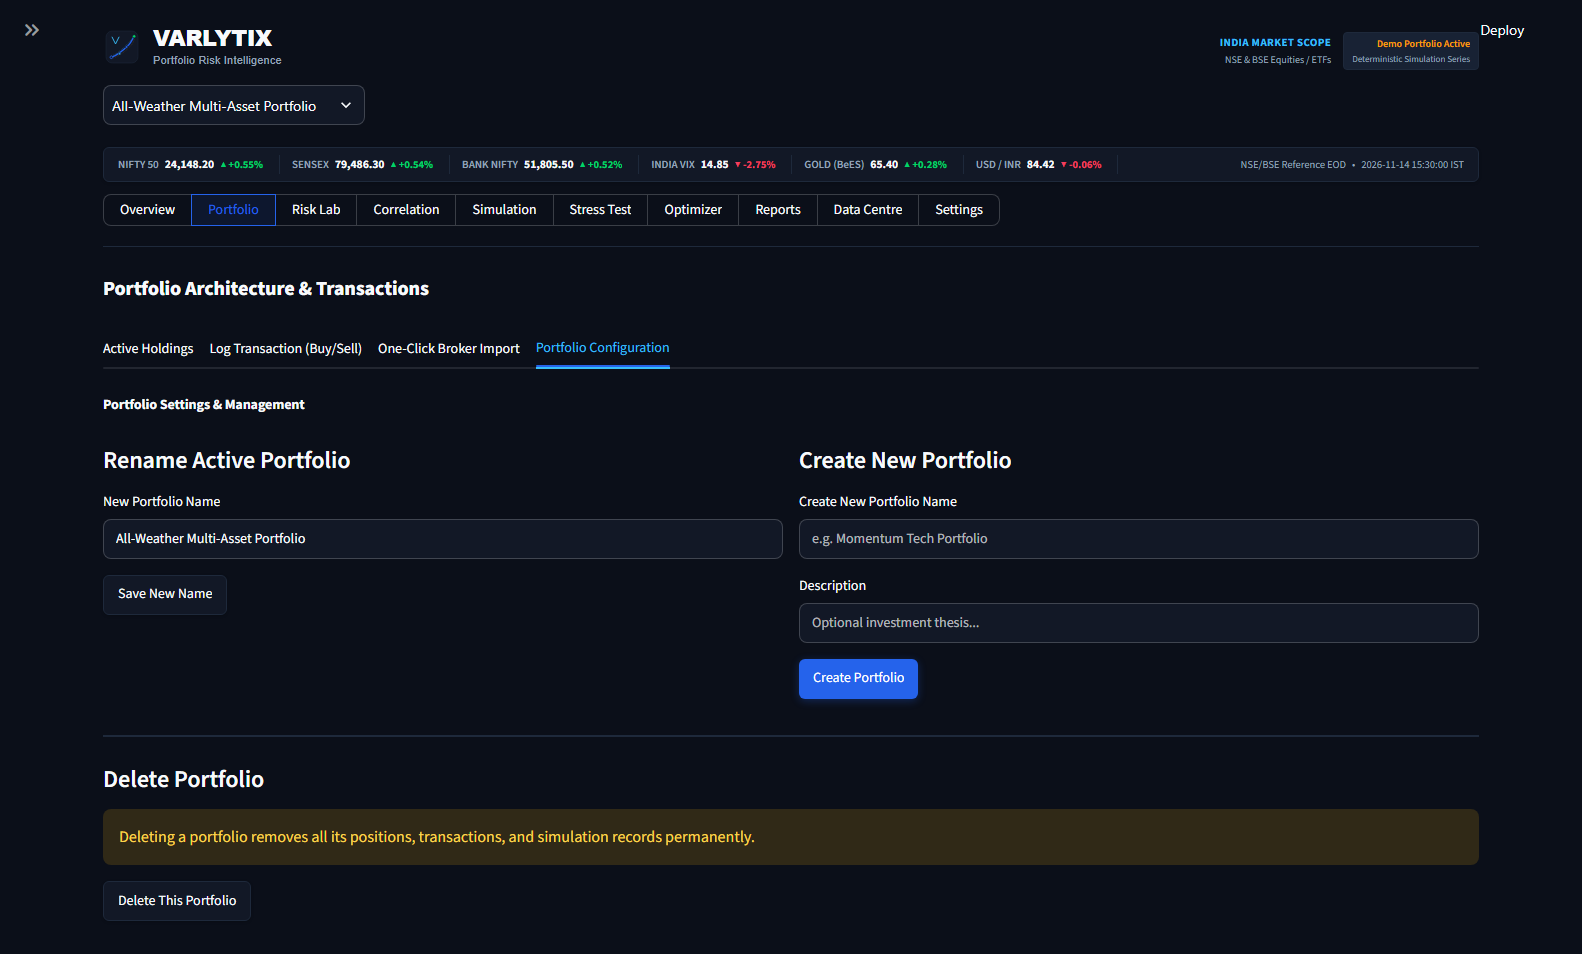 VARLYTIX
Portfolio Risk Intelligence
INDIA MARKET SCOPE
NSE & BSE Equities / ETFs
Demo Portfolio Active
Deterministic Simulation Series
Deploy
All-Weather Multi-Asset Portfolio
NIFTY 50 24,148.20 ▲ +0.55% SENSEX 79,486.30 ▲ +0.54% BANK NIFTY 51,805.50 ▲ +0.52% INDIA VIX 14.85 ▼ -2.75% GOLD (BeES) 65.40 ▲ +0.28% USD / INR 84.42 ▼ -0.06% NSE/BSE Reference EOD • 2026-11-14 15:30:00 IST
Overview Portfolio Risk Lab Correlation Simulation Stress Test Optimizer Reports Data Centre Settings
Portfolio Architecture & Transactions
Active Holdings Log Transaction (Buy/Sell) One-Click Broker Import Portfolio Configuration
Portfolio Settings & Management
Rename Active Portfolio
New Portfolio Name
All-Weather Multi-Asset Portfolio
Save New Name
Create New Portfolio
Create New Portfolio Name
e.g. Momentum Tech Portfolio
Description
Optional investment thesis...
Create Portfolio
Delete Portfolio
Deleting a portfolio removes all its positions, transactions, and simulation records permanently.
Delete This Portfolio